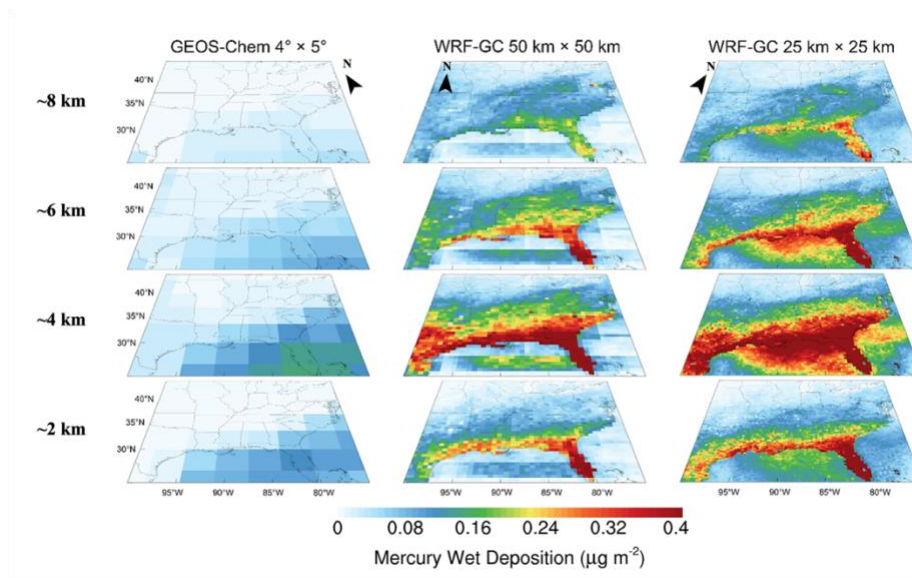 GEOS-Chem 4° × 5° WRF-GC 50 km × 50 km WRF-GC 25 km × 25 km
N N N
~8 km
40°N
35°N
30°N
~6 km
40°N
35°N
30°N
~4 km
40°N
35°N
30°N
~2 km
40°N
35°N
30°N
95°W 90°W 85°W 80°W 95°W 90°W 85°W 80°W 95°W 90°W 85°W 80°W
0 0.08 0.16 0.24 0.32 0.4
Mercury Wet Deposition (μg m⁻²)